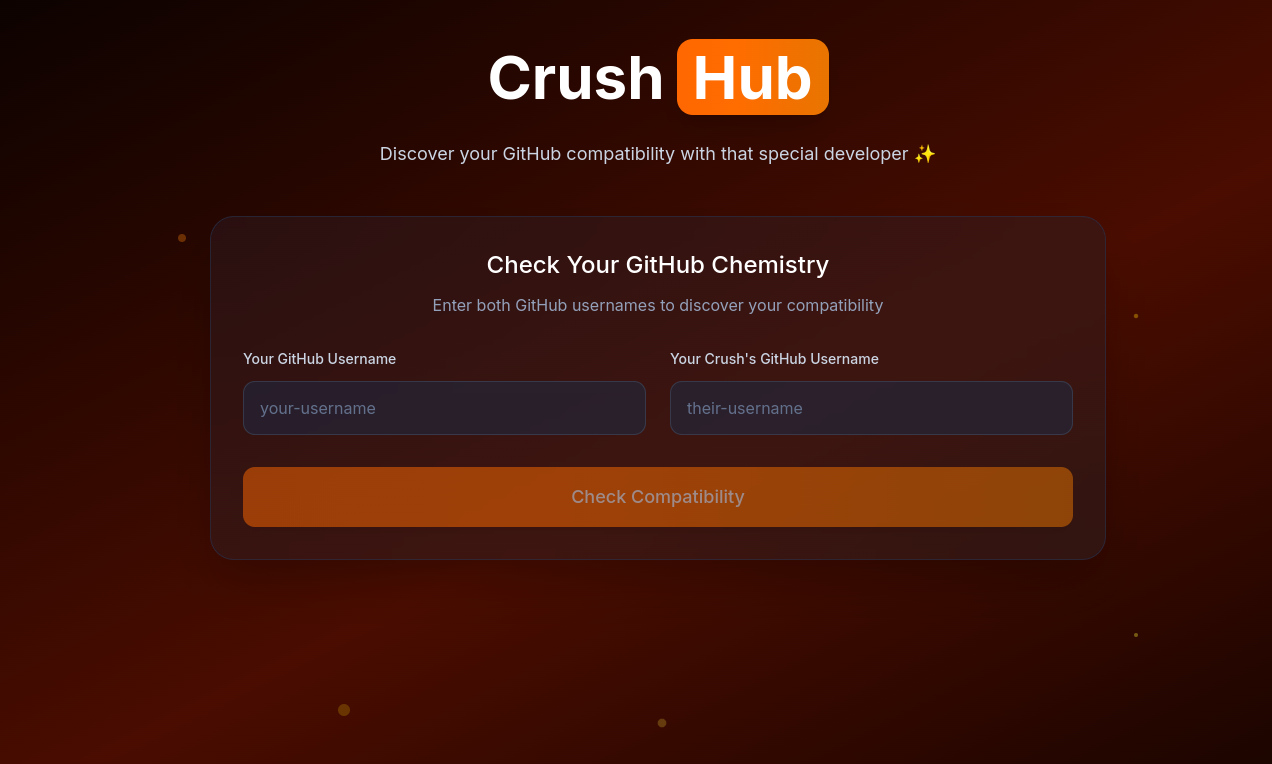 Crush Hub
Discover your GitHub compatibility with that special developer ✨
Check Your GitHub Chemistry
Enter both GitHub usernames to discover your compatibility
Your GitHub Username
Your Crush's GitHub Username
your-username
their-username
Check Compatibility